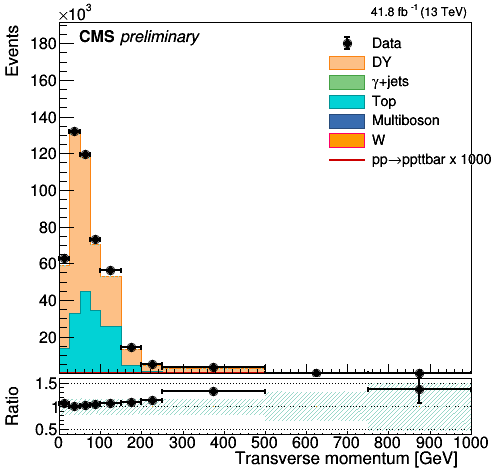 ×10³
41.8 fb⁻¹ (13 TeV)
CMS preliminary
Events
180
160
140
120
100
80
60
40
20
Data
DY
γ+jets
Top
Multiboson
W
pp→ppttbar x 1000
Ratio
1.5
1
0.5
0 100 200 300 400 500 600 700 800 900 1000
Transverse momentum [GeV]